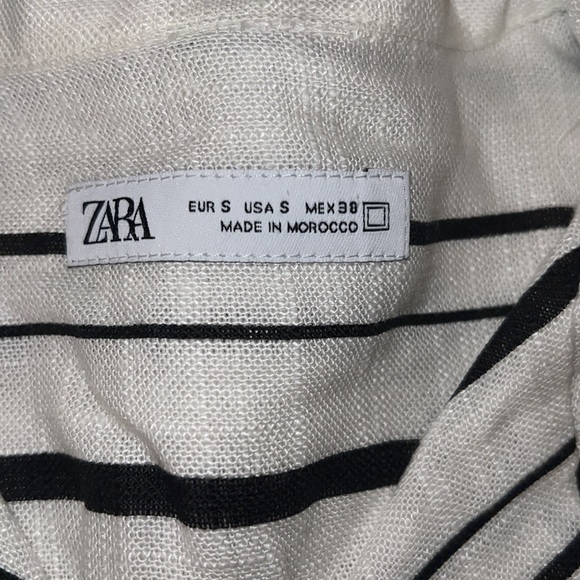 ZARA
EUR S USA S MEX 38
MADE IN MOROCCO